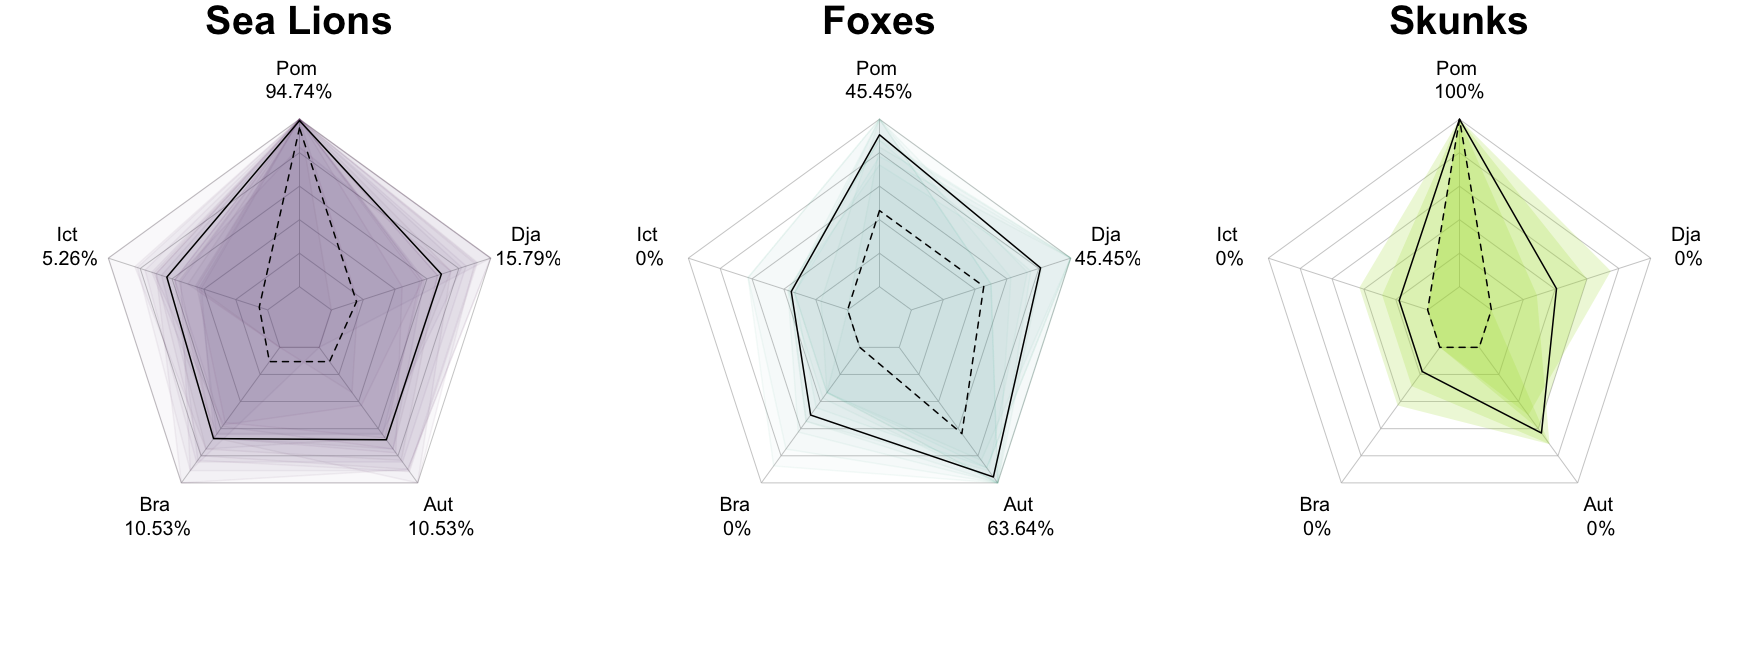 Sea Lions
Pom
94.74%
Ict
5.26%
Dja
15.79%
Bra
10.53%
Aut
10.53%
Foxes
Pom
45.45%
Ict
0%
Dja
45.45%
Bra
0%
Aut
63.64%
Skunks
Pom
100%
Ict
0%
Dja
0%
Bra
0%
Aut
0%